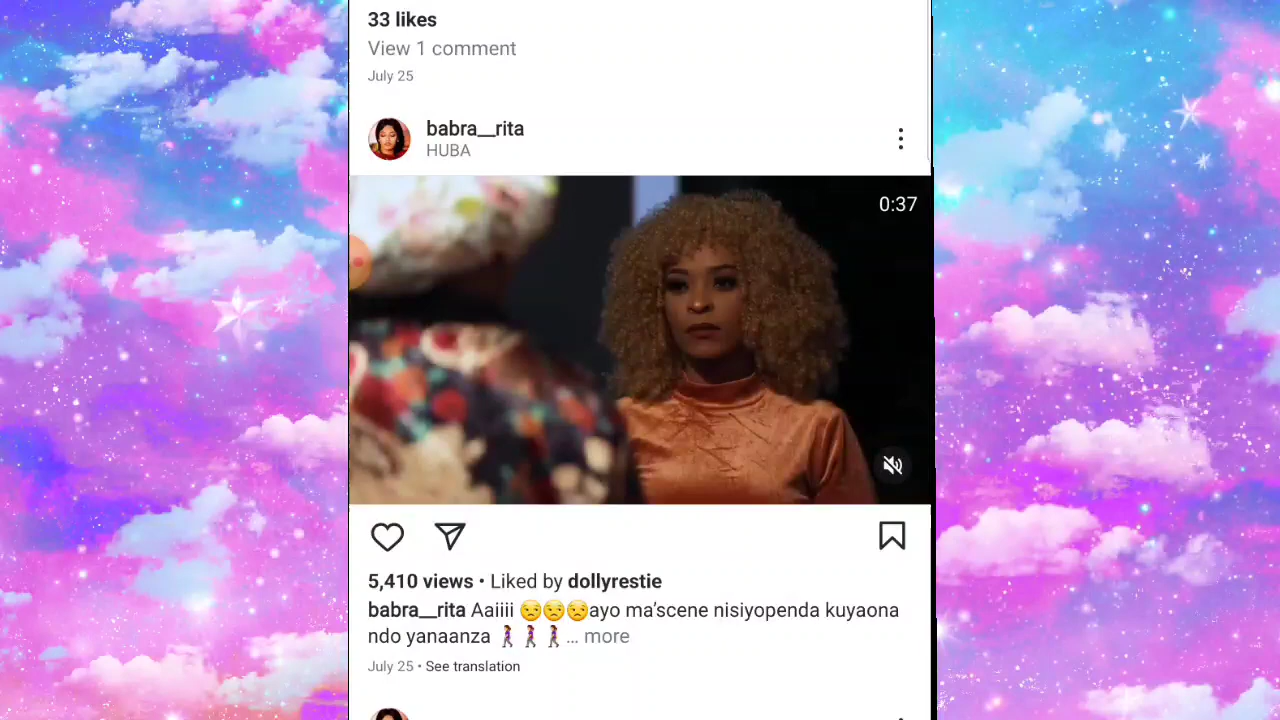 33 likes
View 1 comment
July 25
babra__rita
HUBA
0:37
5,410 views • Liked by dollyrestie
babra__rita Aaiiii 😒😒😒ayo ma'scene nisiyopenda kuyaona
ndo yanaanza 🚶🏽‍♀️🚶🏽‍♀️🚶🏽‍♀️... more
July 25 • See translation